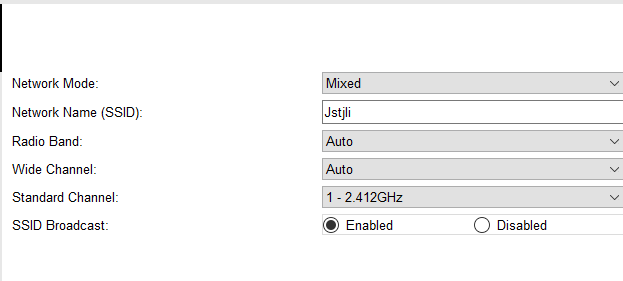 Network Mode: Mixed
Network Name (SSID): Jstjli
Radio Band: Auto
Wide Channel: Auto
Standard Channel: 1 - 2.412GHz
SSID Broadcast: Enabled Disabled